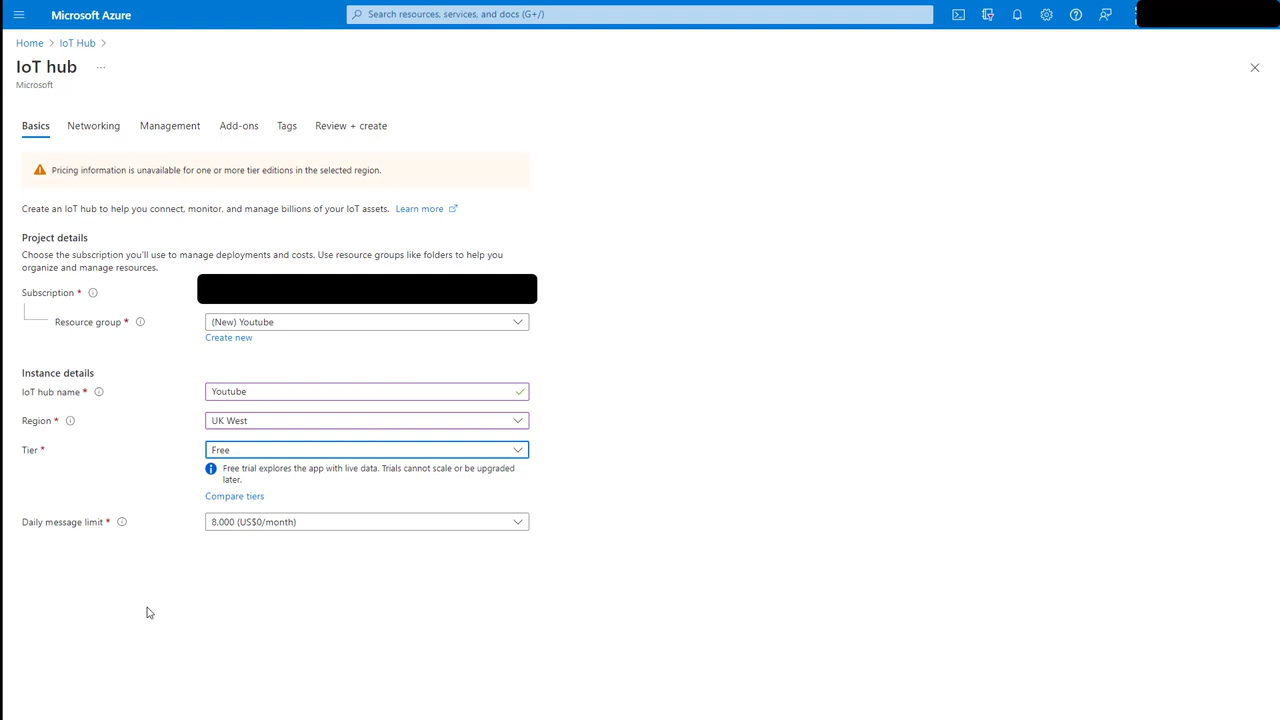 Microsoft Azure
Search resources, services, and docs (G+/)
Home > IoT Hub >
IoT hub ...
Microsoft
Basics Networking Management Add-ons Tags Review + create
Pricing information is unavailable for one or more tier editions in the selected region.
Create an IoT hub to help you connect, monitor, and manage billions of your IoT assets. Learn more
Project details
Choose the subscription you'll use to manage deployments and costs. Use resource groups like folders to help you
organize and manage resources.
Subscription *
Resource group * (New) Youtube
Create new
Instance details
IoT hub name * Youtube
Region * UK West
Tier * Free
Free trial explores the app with live data. Trials cannot scale or be upgraded
later.
Compare tiers
Daily message limit * 8,000 (US$0/month)